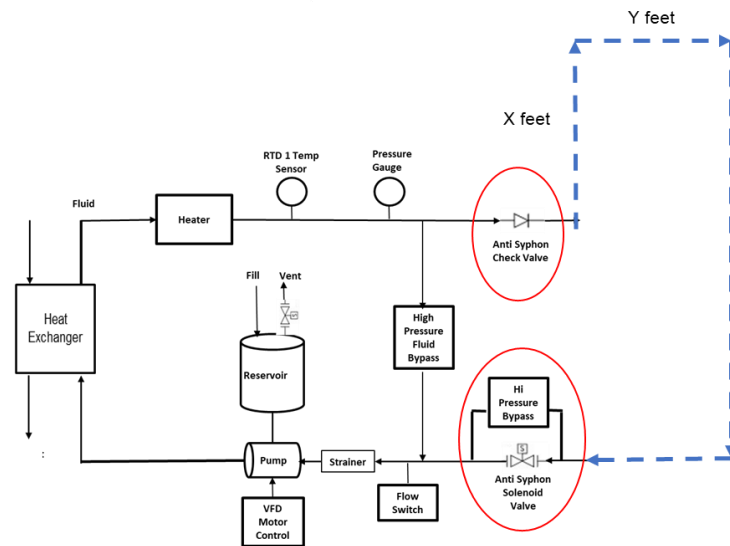 Y feet
X feet
RTD 1 Temp
Sensor
Pressure
Gauge
Fluid
Heater
Anti Syphon
Check Valve
Fill
Vent
S
Heat
Exchanger
High
Pressure
Fluid
Bypass
Reservoir
Hi
Pressure
Bypass
S
Pump
Strainer
Anti Syphon
Solenoid
Valve
:
Flow
Switch
VFD
Motor
Control